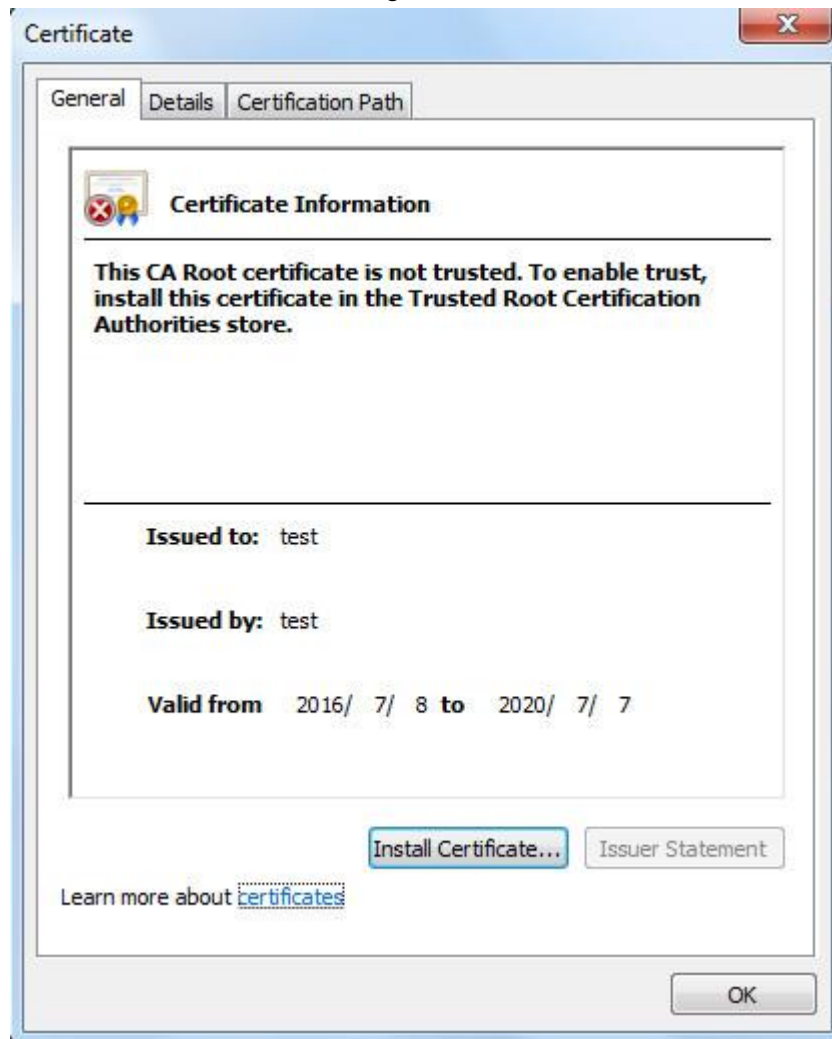 Certificate
General Details Certification Path
Certificate Information
This CA Root certificate is not trusted. To enable trust,
install this certificate in the Trusted Root Certification
Authorities store.
Issued to: test
Issued by: test
Valid from 2016/ 7/ 8 to 2020/ 7/ 7
Install Certificate... Issuer Statement
Learn more about certificates
OK